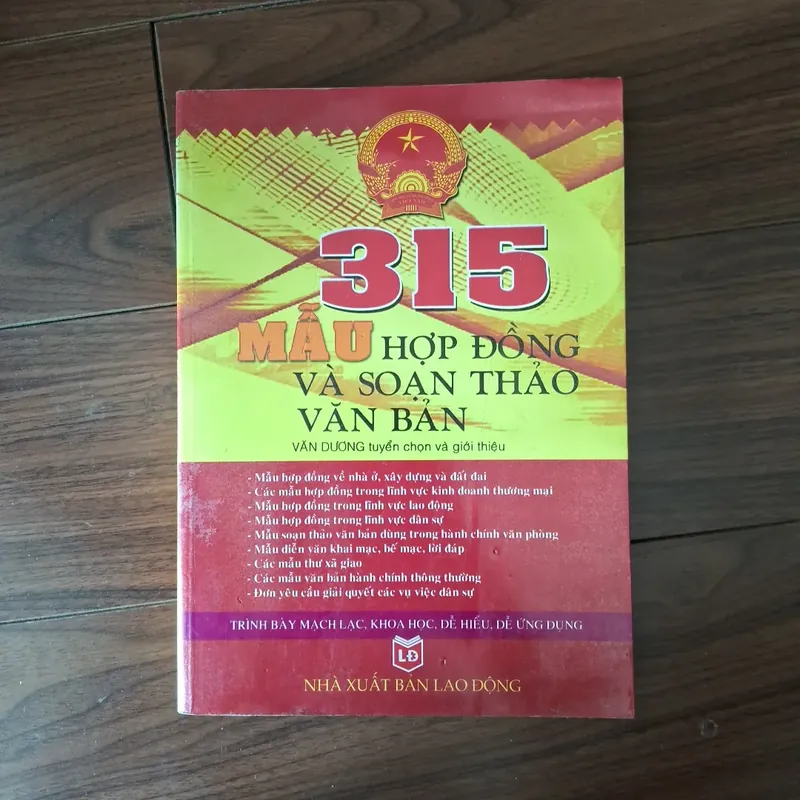 315
MẪU HỢP ĐỒNG
VÀ SOẠN THẢO
VĂN BẢN
VĂN DƯƠNG tuyển chọn và giới thiệu
- Mẫu hợp đồng về nhà ở, xây dựng và đất đai
- Các mẫu hợp đồng trong lĩnh vực kinh doanh thương mại
- Mẫu hợp đồng trong lĩnh vực lao động
- Mẫu hợp đồng trong lĩnh vực dân sự
- Mẫu soạn thảo văn bản dùng trong hành chính văn phòng
- Mẫu diễn văn khai mạc, bế mạc, lời đáp
- Các mẫu thư xã giao
- Các mẫu văn bản hành chính thông thường
- Đơn yêu cầu giải quyết các vụ việc dân sự
TRÌNH BÀY MẠCH LẠC, KHOA HỌC, DỄ HIỂU, DỄ ỨNG DỤNG
LĐ
NHÀ XUẤT BẢN LAO ĐỘNG